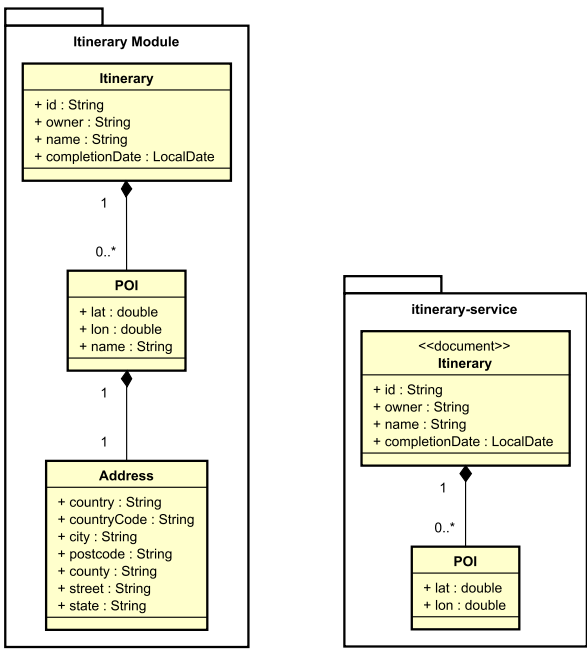 Itinerary Module
Itinerary
+ id : String
+ owner : String
+ name : String
+ completionDate : LocalDate
1
0..*
POI
+ lat : double
+ lon : double
+ name : String
1
1
Address
+ country : String
+ countryCode : String
+ city : String
+ postcode : String
+ county : String
+ street : String
+ state : String
itinerary-service
<<document>>
Itinerary
+ id : String
+ owner : String
+ name : String
+ completionDate : LocalDate
1
0..*
POI
+ lat : double
+ lon : double